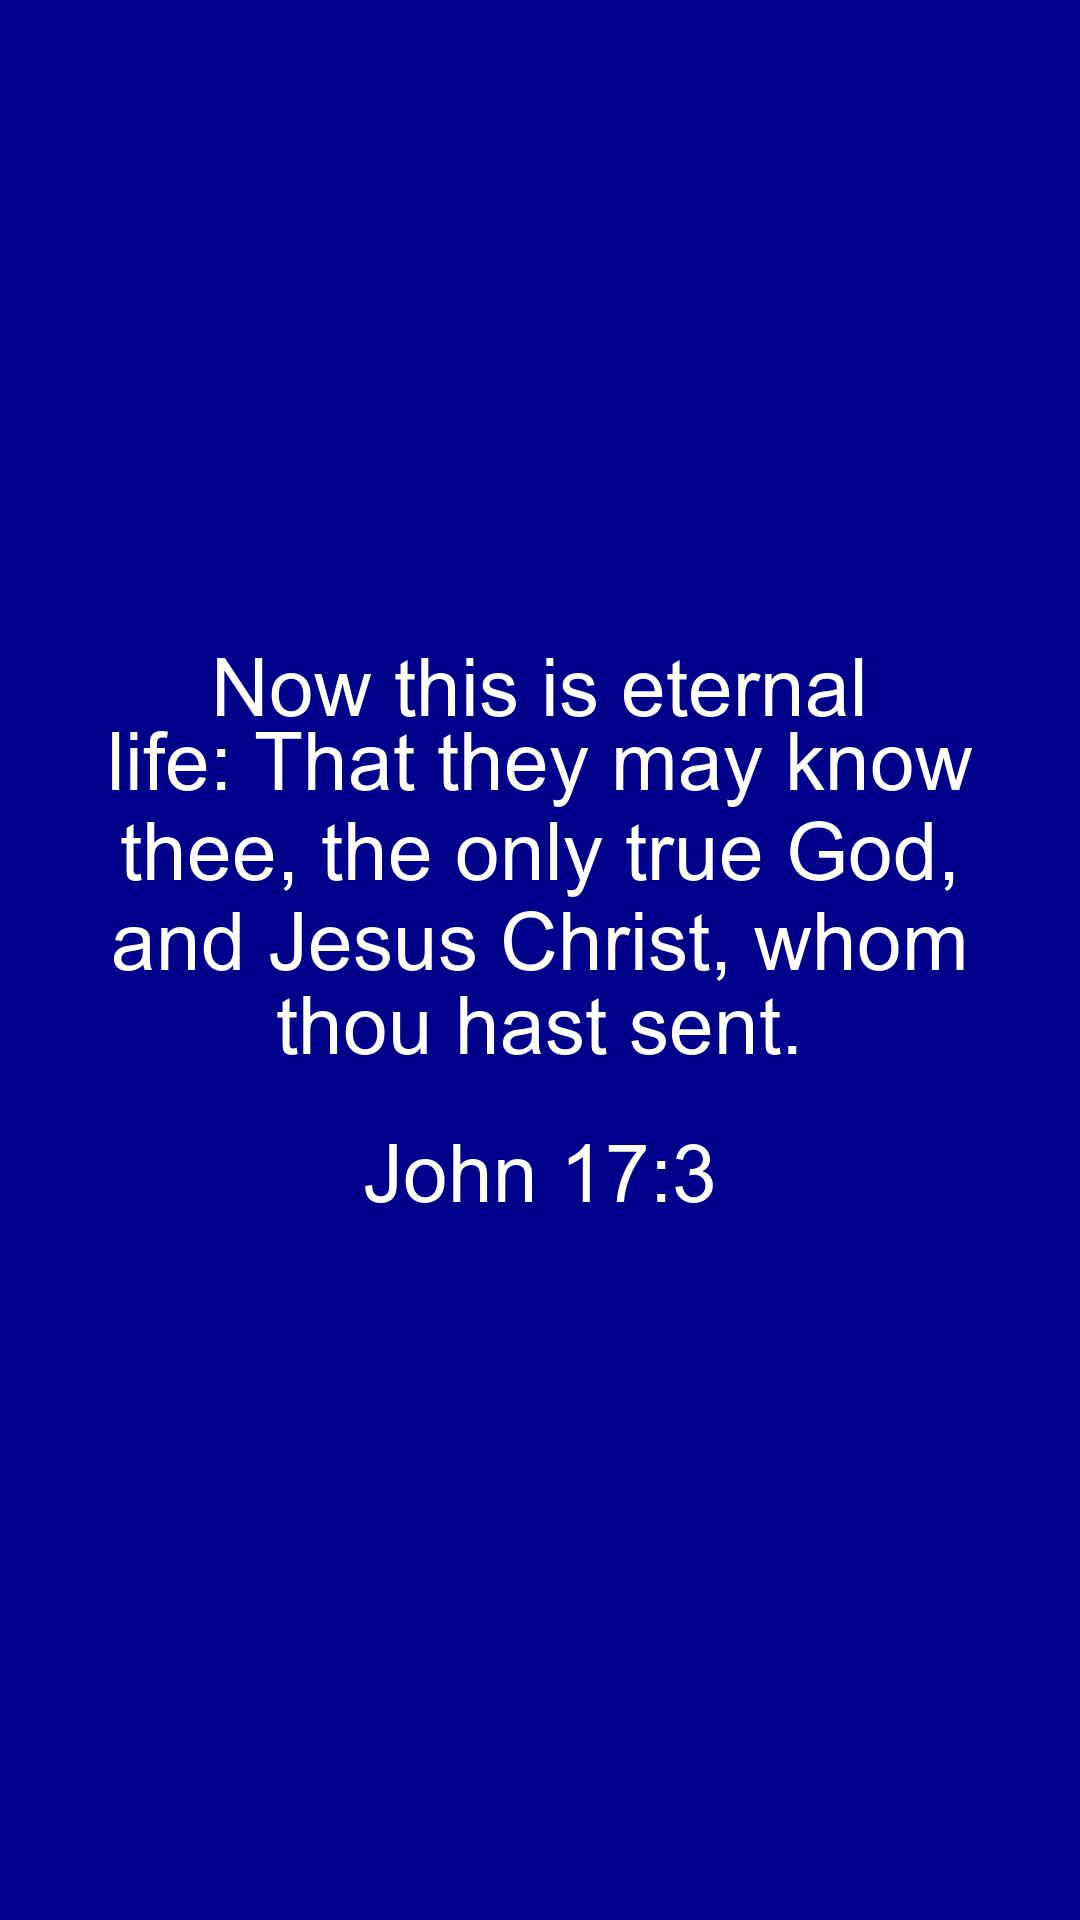 Now this is eternal
life: That they may know
thee, the only true God,
and Jesus Christ, whom
thou hast sent.
John 17:3